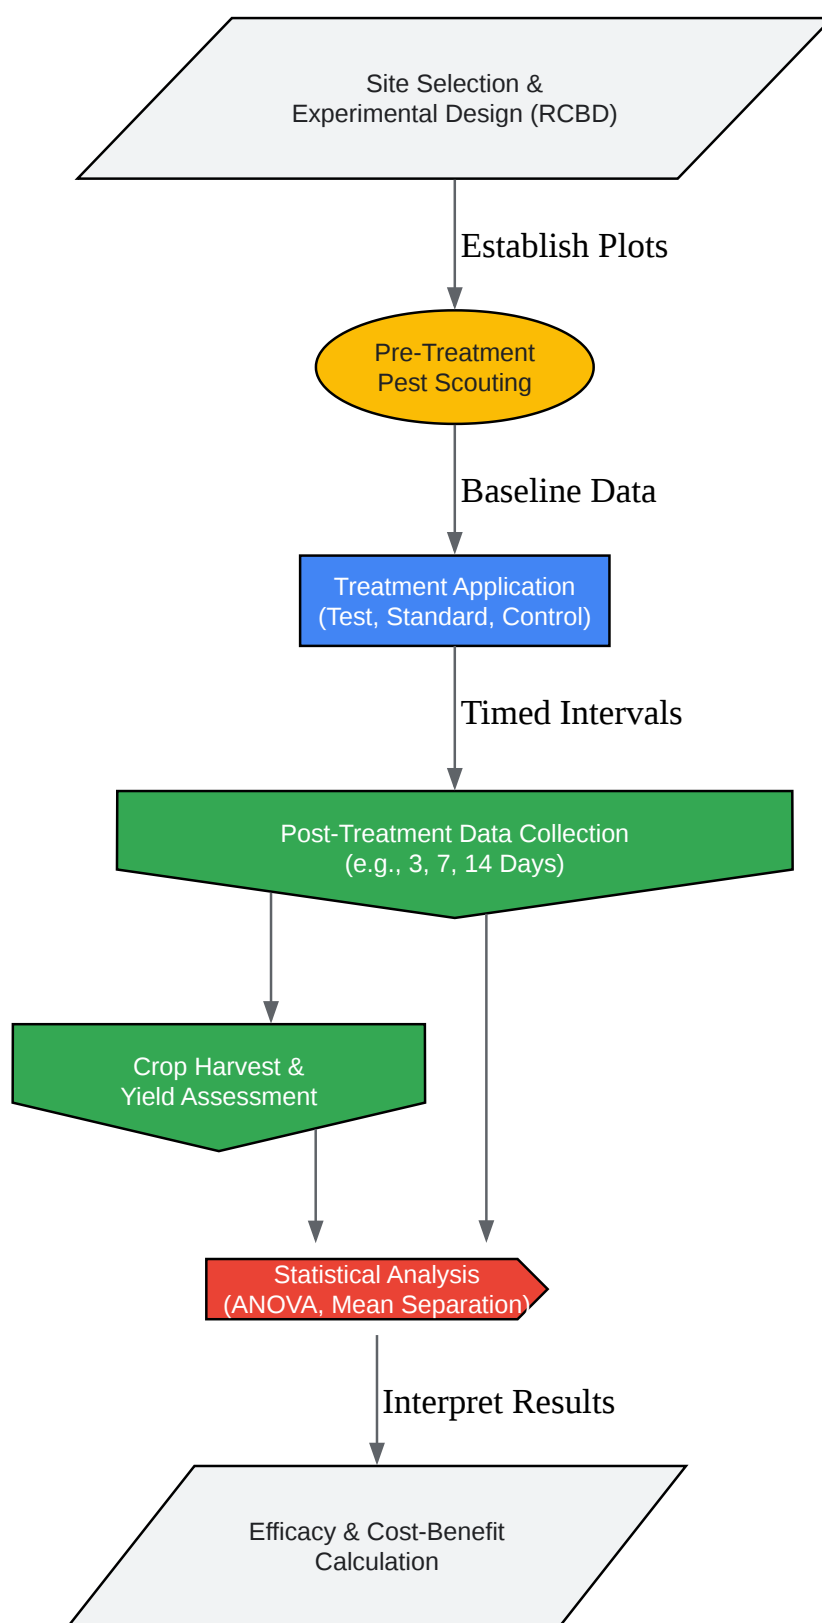 Site Selection &
Experimental Design (RCBD)
Establish Plots
Pre-Treatment
Pest Scouting
Baseline Data
Treatment Application
(Test, Standard, Control)
Timed Intervals
Post-Treatment Data Collection
(e.g., 3, 7, 14 Days)
Crop Harvest &
Yield Assessment
Statistical Analysis
(ANOVA, Mean Separation)
Interpret Results
Efficacy & Cost-Benefit
Calculation